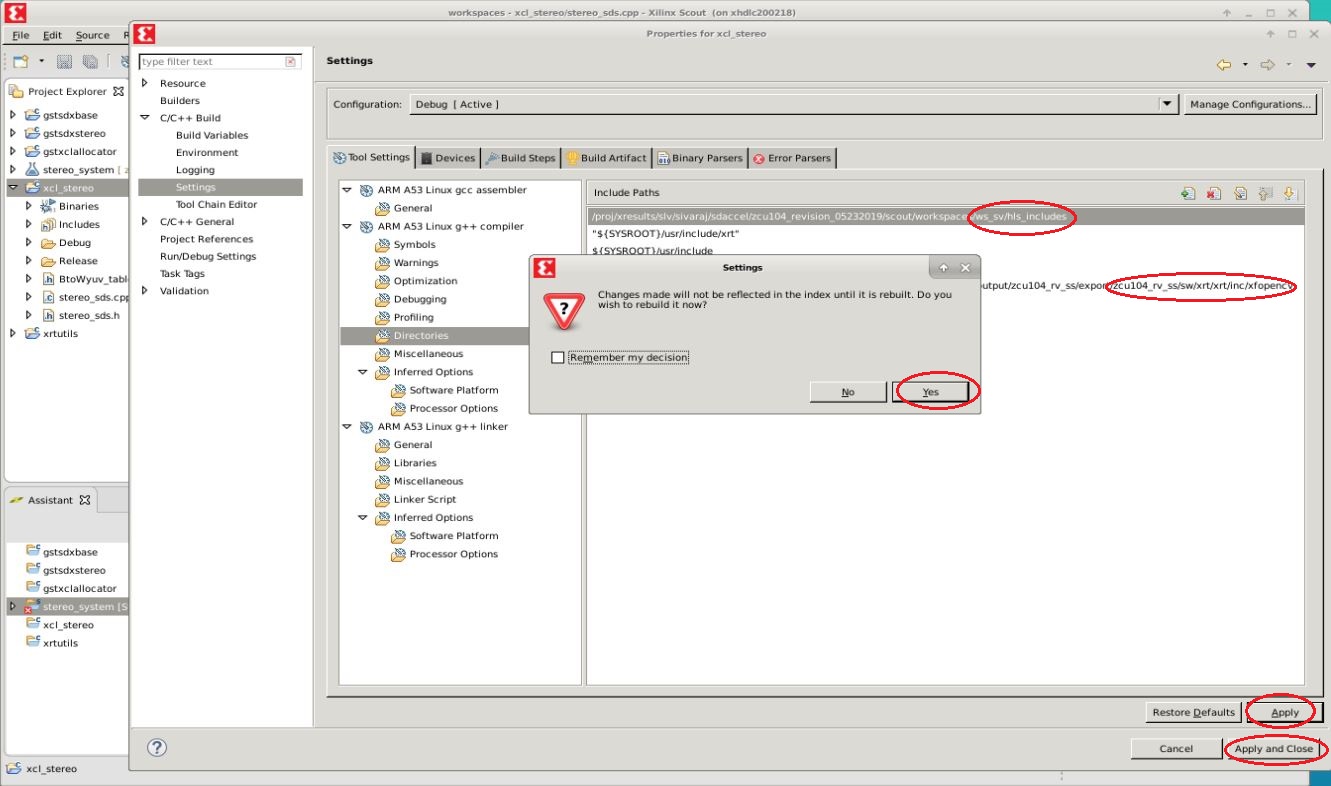 workspaces - xcl_stereo/stereo_sds.cpp - Xilinx Scout (on xhdlc200218)
File Edit Source
Properties for xcl_stereo
Project Explorer
gstsdxbase
gstsdxstereo
gstxclallocator
stereo_system [
xcl_stereo
Binaries
Includes
Debug
Release
BtoWyuv_tabl
stereo_sds.cpp
stereo_sds.h
xrtutils
Assistant
gstsdxbase
gstsdxstereo
gstxclallocator
stereo_system [S
xcl_stereo
xrtutils
xcl_stereo
type filter text
Resource
Builders
C/C++ Build
Build Variables
Environment
Logging
Settings
Tool Chain Editor
C/C++ General
Project References
Run/Debug Settings
Task Tags
Validation
Settings
Configuration: Debug [ Active ]
Manage Configurations...
Tool Settings Devices Build Steps Build Artifact Binary Parsers Error Parsers
ARM A53 Linux gcc assembler
General
ARM A53 Linux g++ compiler
Symbols
Warnings
Optimization
Debugging
Profiling
Directories
Miscellaneous
Inferred Options
Software Platform
Processor Options
ARM A53 Linux g++ linker
General
Libraries
Miscellaneous
Linker Script
Inferred Options
Software Platform
Processor Options
Include Paths
/proj/xresults/slv/sivaraj/sdaccel/zcu104_revision_05232019/scout/workspaces/ws_sv/hls_includes
"${SYSROOT}/usr/include/xrt"
${SYSROOT}/usr/include
output/zcu104_rv_ss/export/zcu104_rv_ss/sw/xrt/xrt/inc/xfopencv
Settings
Changes made will not be reflected in the index until it is rebuilt. Do you
wish to rebuild it now?
Remember my decision
No Yes
Restore Defaults Apply
Cancel Apply and Close